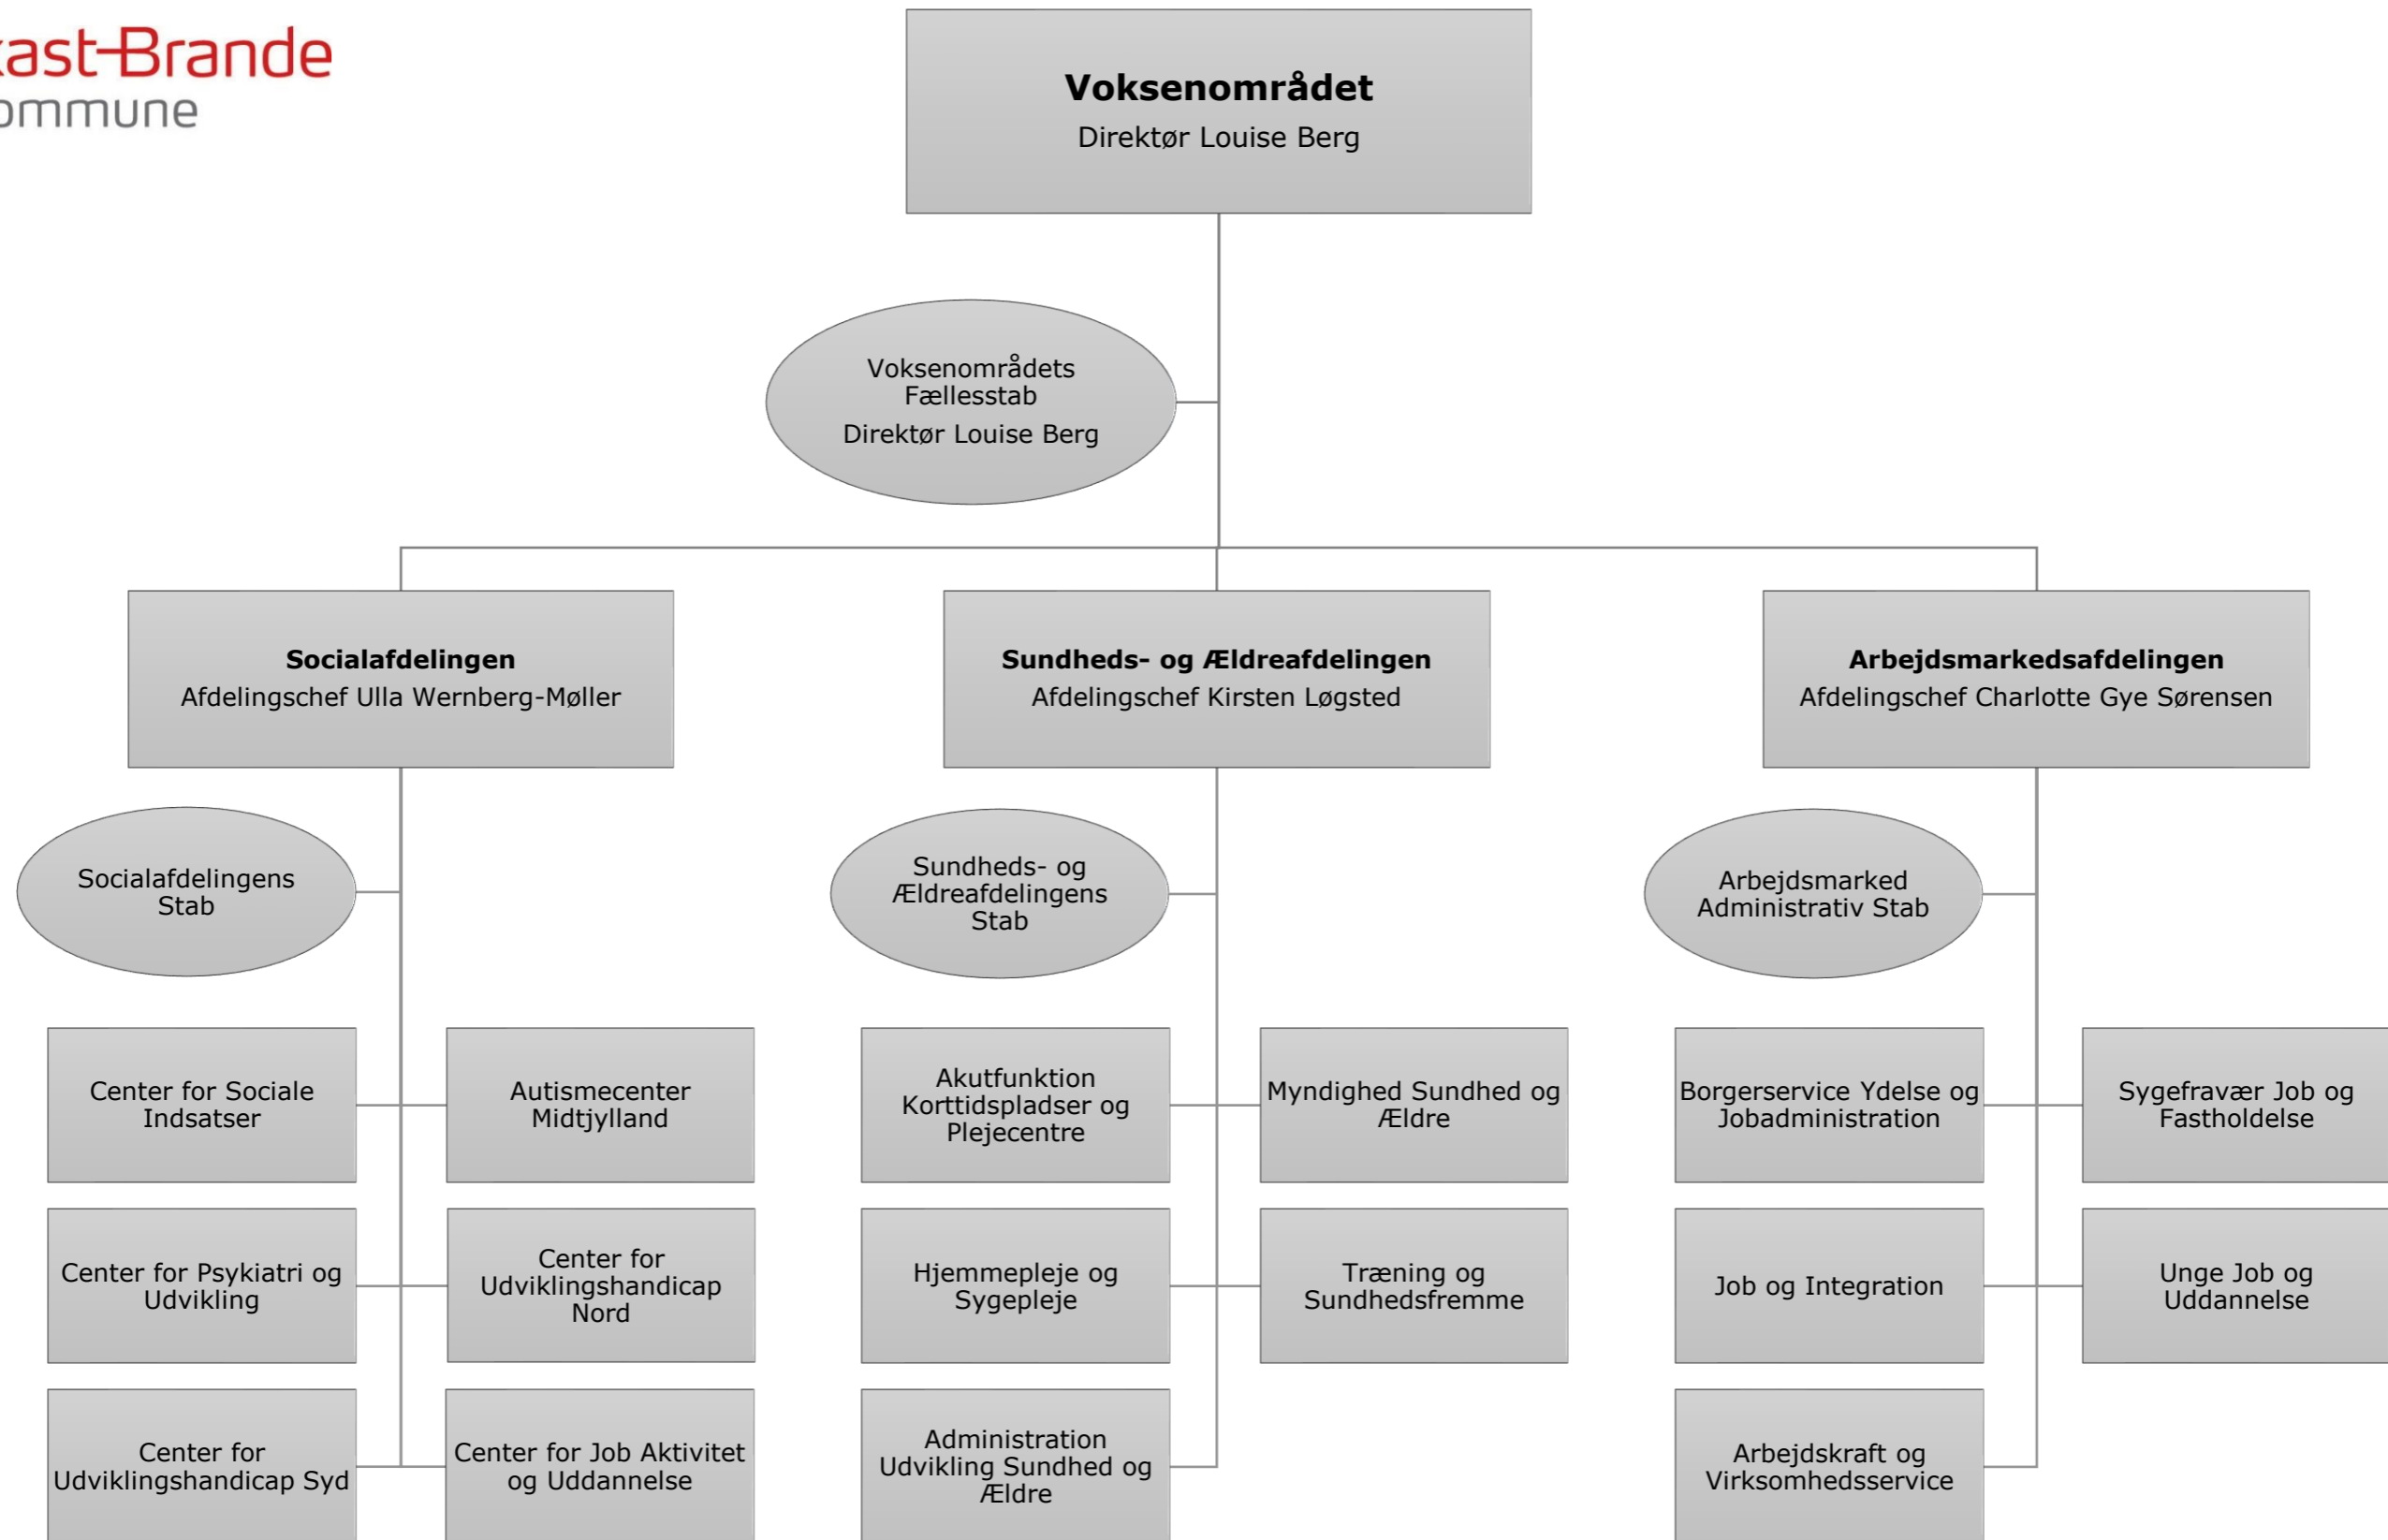 kast-Brande
ommune
Voksenområdet
Direktør Louise Berg
Voksenområdets
Fællesstab
Direktør Louise Berg
Socialafdelingen
Afdelingschef Ulla Wernberg-Møller
Sundheds- og Ældreafdelingen
Afdelingschef Kirsten Løgsted
Arbejdsmarkedsafdelingen
Afdelingschef Charlotte Gye Sørensen
Socialafdelingens
Stab
Sundheds- og
Ældreafdelingens
Stab
Arbejdsmarked
Administrativ Stab
Center for Sociale
Indsatser
Autismecenter
Midtjylland
Akutfunktion
Korttidspladser og
Plejecentre
Myndighed Sundhed og
Ældre
Borgerservice Ydelse og
Jobadministration
Sygefravær Job og
Fastholdelse
Center for Psykiatri og
Udvikling
Center for
Udviklingshandicap
Nord
Hjemmepleje og
Sygepleje
Træning og
Sundhedsfremme
Job og Integration
Unge Job og
Uddannelse
Center for
Udviklingshandicap Syd
Center for Job Aktivitet
og Uddannelse
Administration
Udvikling Sundhed og
Ældre
Arbejdskraft og
Virksomhedsservice